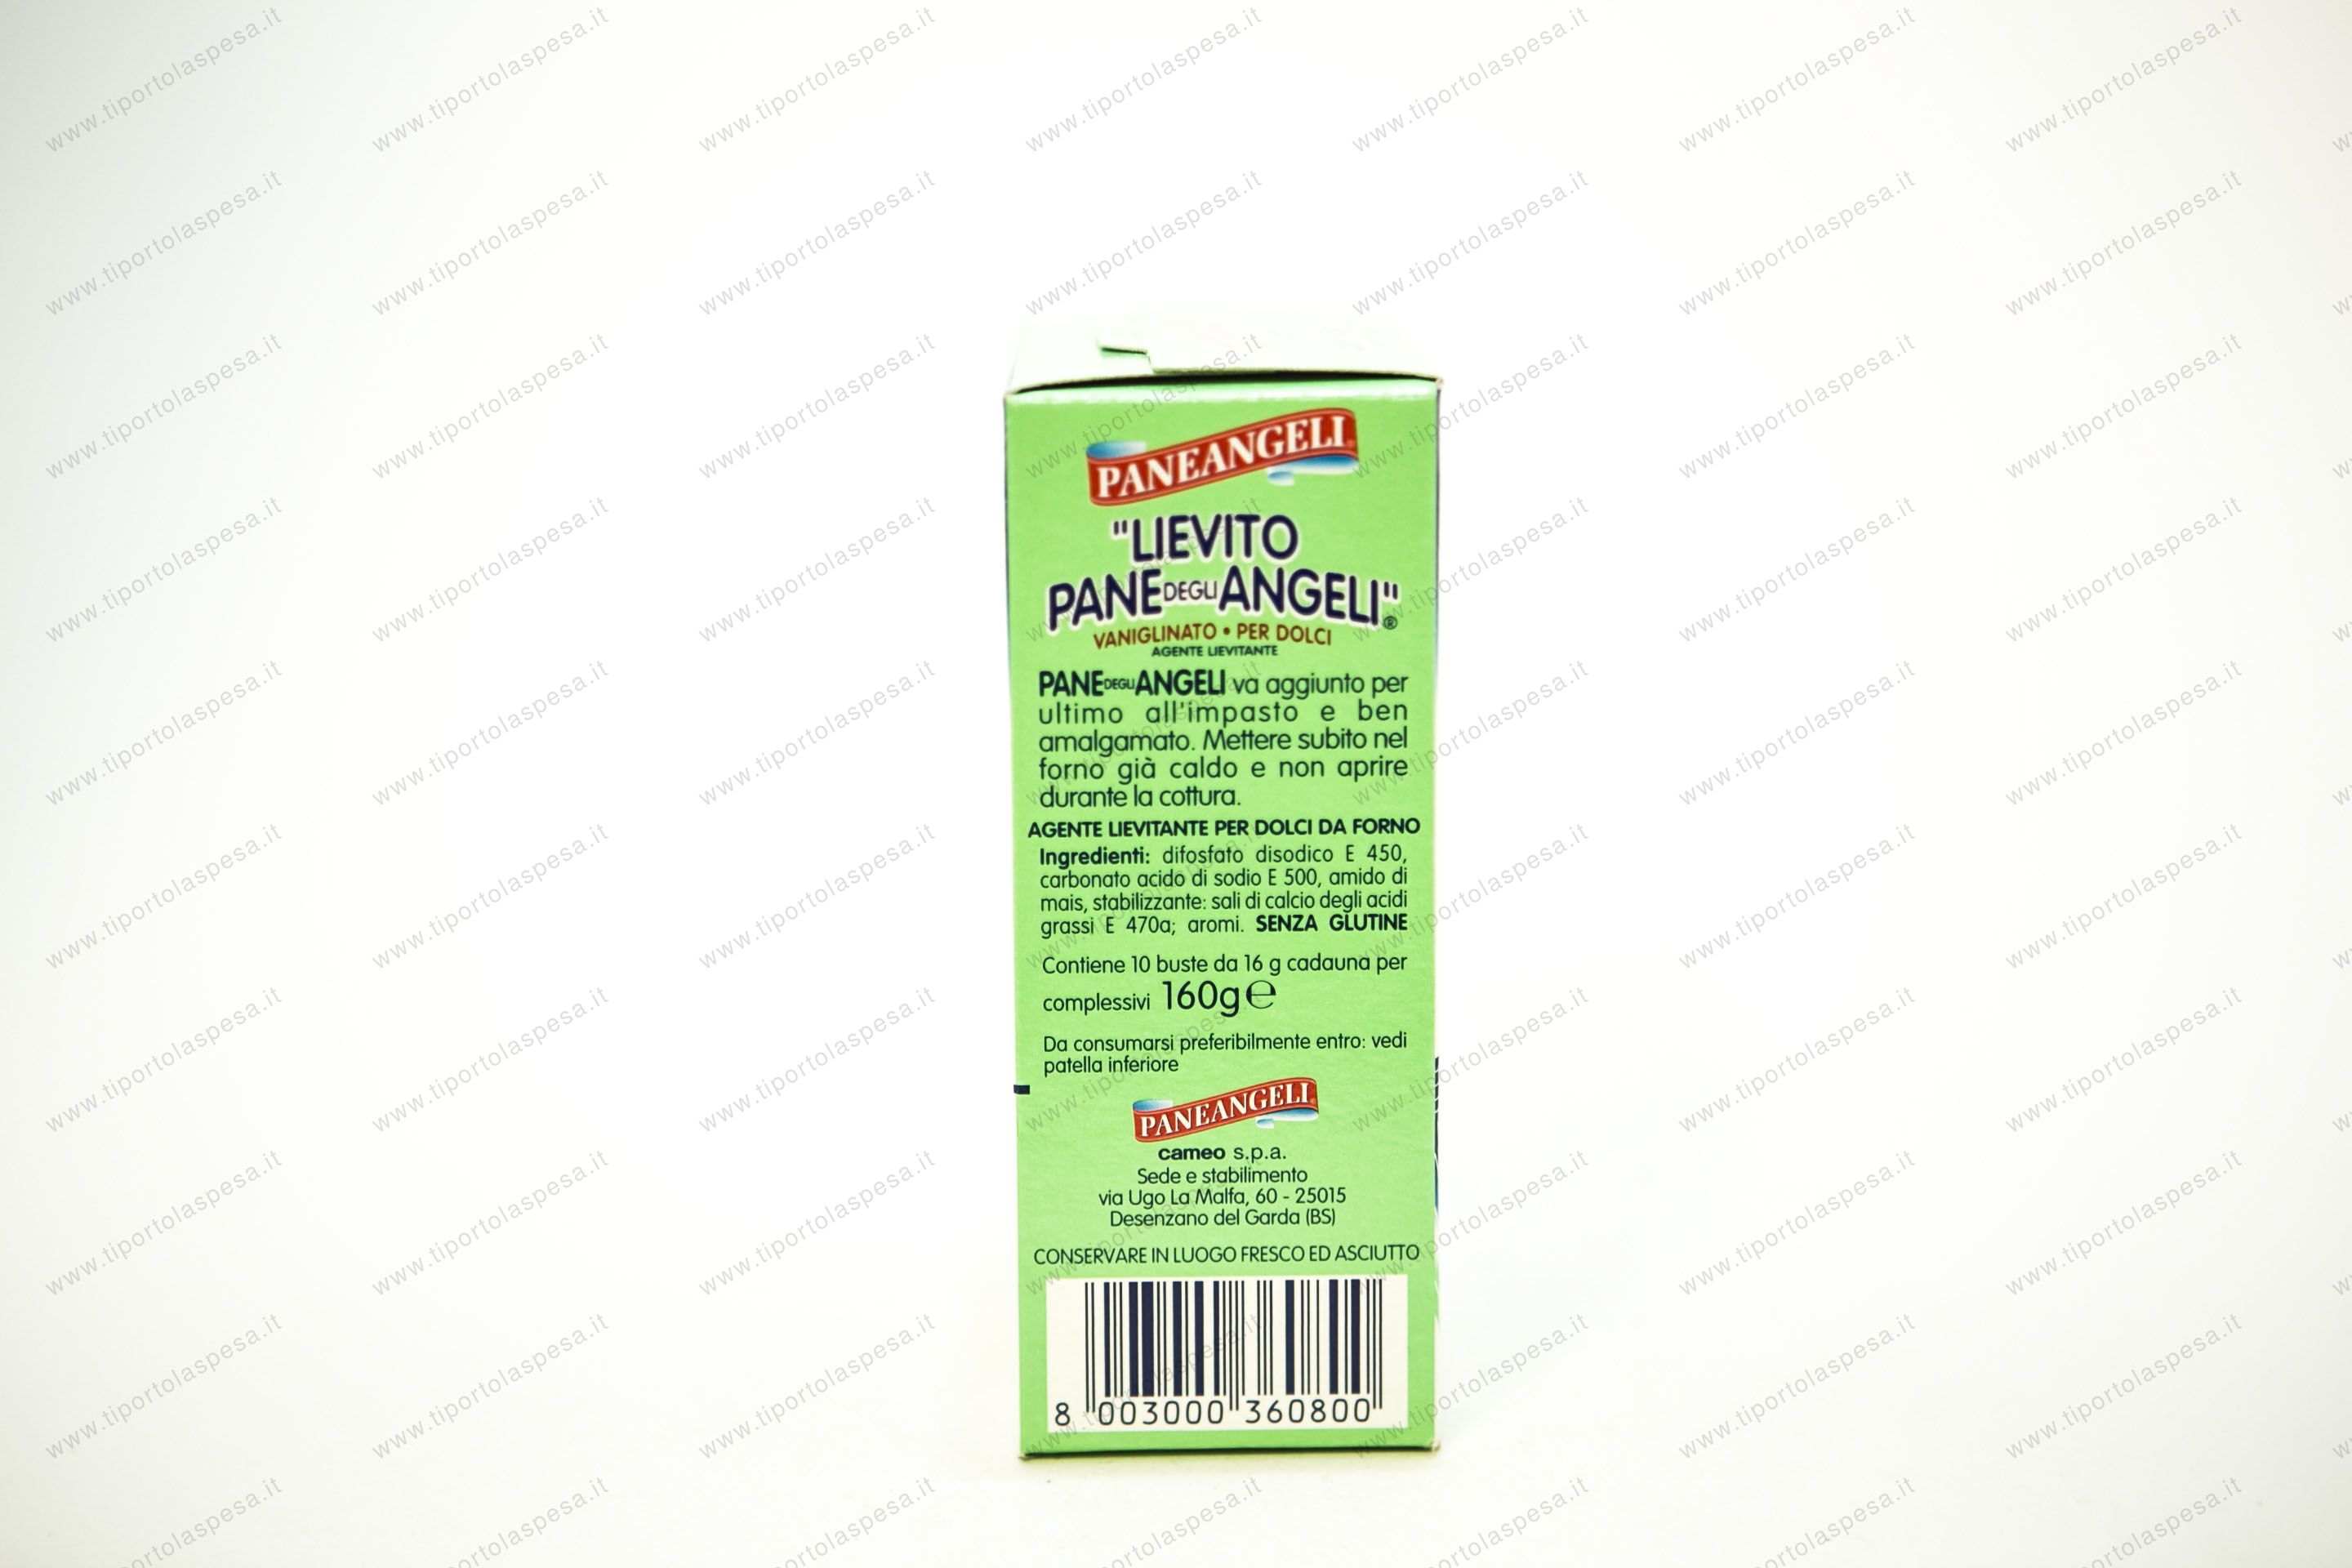 PANEANGELI
"LIEVITO
PANE DEGLI ANGELI"®
VANIGLINATO • PER DOLCI
AGENTE LIEVITANTE
PANE DEGLI ANGELI va aggiunto per
ultimo all'impasto e ben
amalgamato. Mettere subito nel
forno già caldo e non aprire
durante la cottura.
AGENTE LIEVITANTE PER DOLCI DA FORNO
Ingredienti: difosfato disodico E 450,
carbonato acido di sodio E 500, amido di
mais, stabilizzante: sali di calcio degli acidi
grassi E 470a; aromi. SENZA GLUTINE
Contiene 10 buste da 16 g cadauna per
complessivi 160g℮
Da consumarsi preferibilmente entro: vedi
patella inferiore
PANEANGELI
cameo s.p.a.
Sede e stabilimento
via Ugo La Malfa, 60 - 25015
Desenzano del Garda (BS)
CONSERVARE IN LUOGO FRESCO ED ASCIUTTO
8 003000 360800
www.tiportolaspesa.it